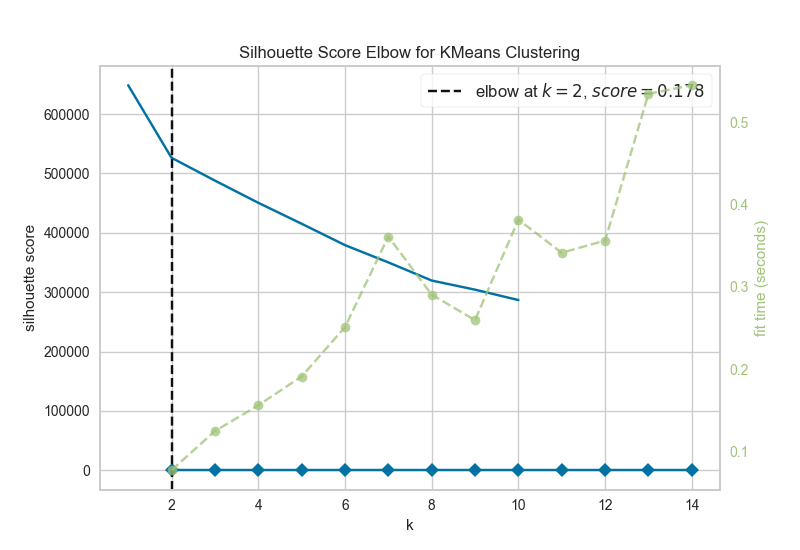 Silhouette Score Elbow for KMeans Clustering
elbow at k = 2, score = 0.178
600000
500000
400000
300000
200000
100000
0
silhouette score
0.5
0.4
0.3
0.2
0.1
fit time (seconds)
2 4 6 8 10 12 14
k